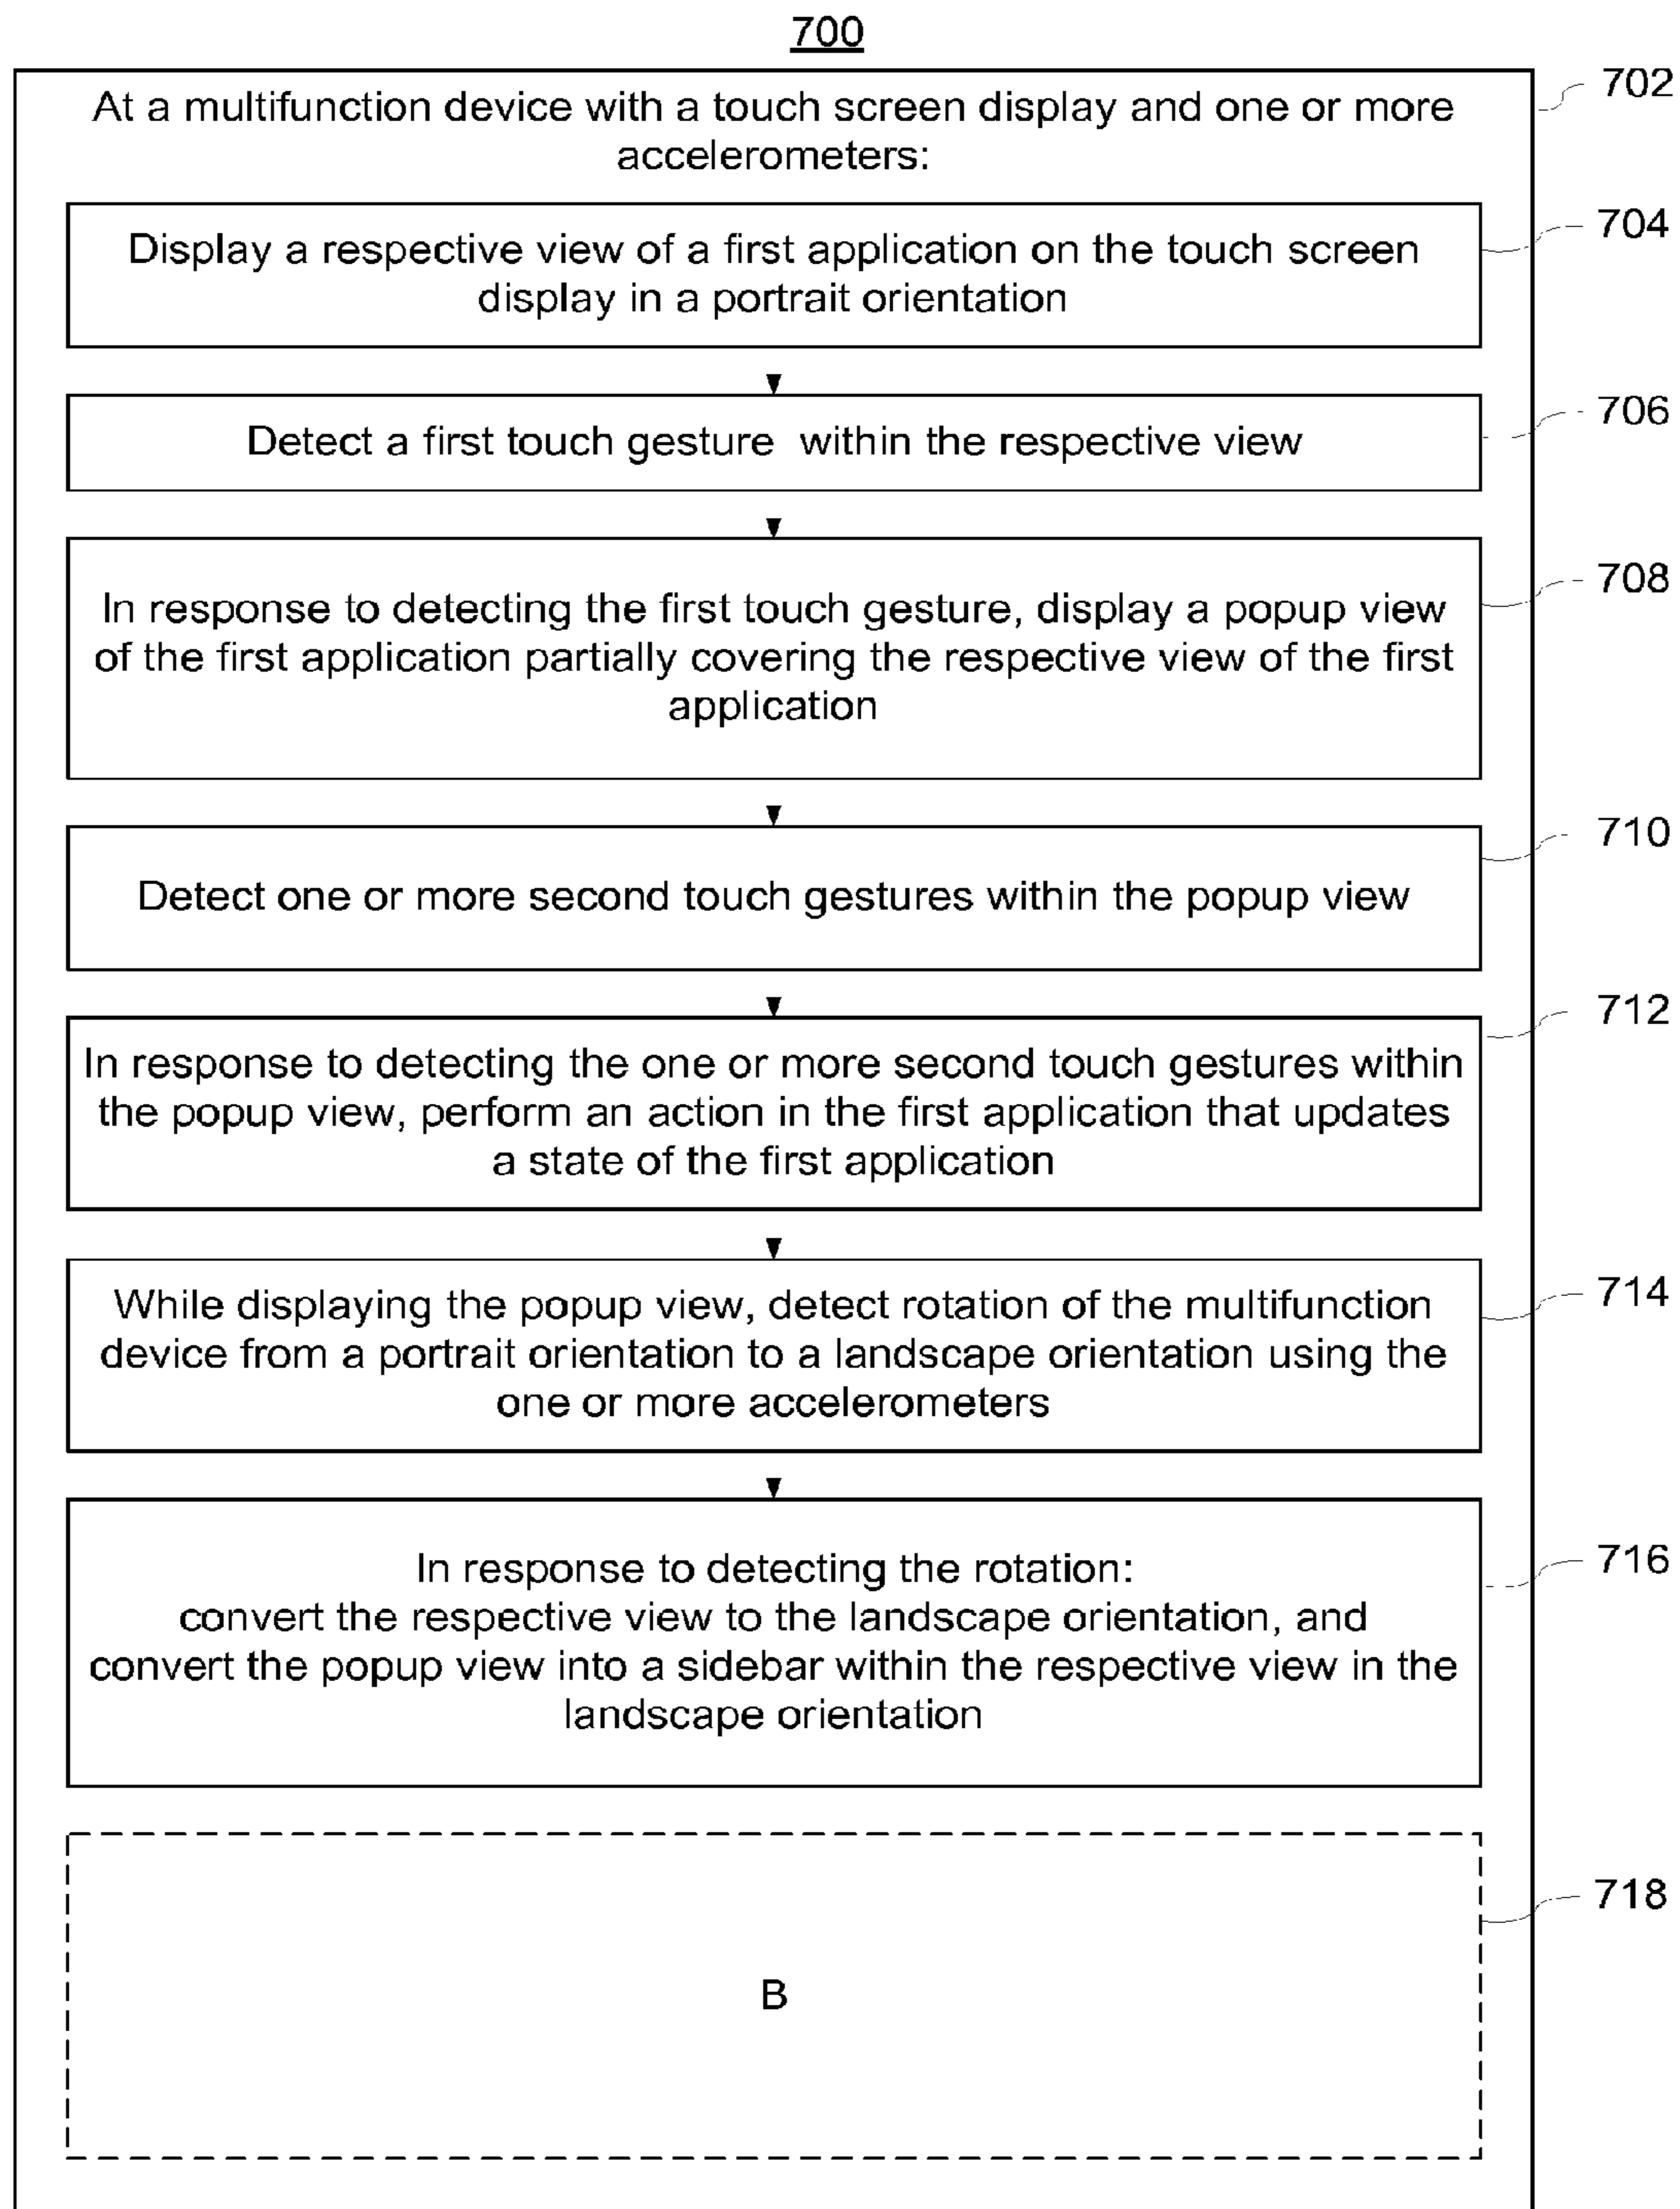 700
702
At a multifunction device with a touch screen display and one or more
accelerometers:
704
Display a respective view of a first application on the touch screen
display in a portrait orientation
706
Detect a first touch gesture within the respective view
708
In response to detecting the first touch gesture, display a popup view
of the first application partially covering the respective view of the first
application
710
Detect one or more second touch gestures within the popup view
712
In response to detecting the one or more second touch gestures within
the popup view, perform an action in the first application that updates
a state of the first application
714
While displaying the popup view, detect rotation of the multifunction
device from a portrait orientation to a landscape orientation using the
one or more accelerometers
716
In response to detecting the rotation:
convert the respective view to the landscape orientation, and
convert the popup view into a sidebar within the respective view in the
landscape orientation
718
B